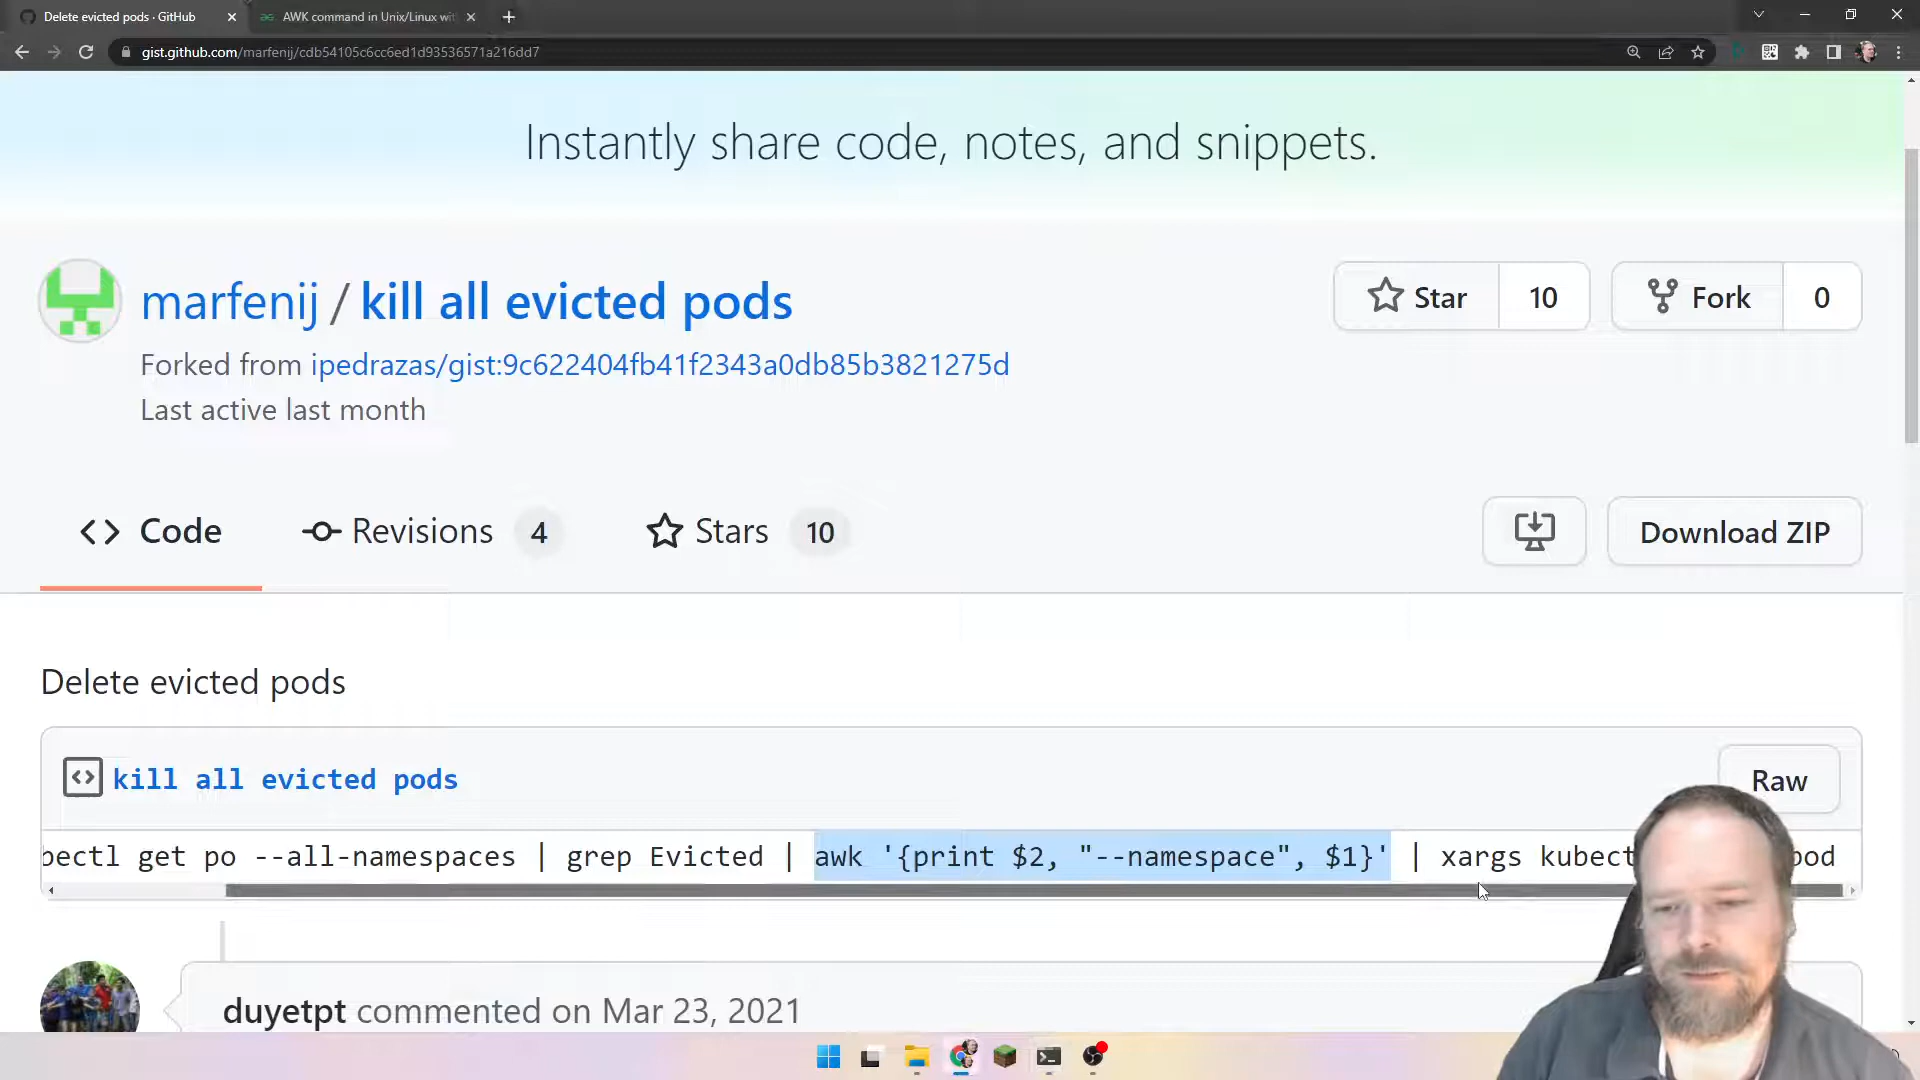 Delete evicted pods · GitHub
AWK command in Unix/Linux wit
gist.github.com/marfenij/cdb54105c6cc6ed1d93536571a216dd7
Instantly share code, notes, and snippets.
marfenij / kill all evicted pods
Star 10
Fork 0
Forked from ipedrazas/gist:9c622404fb41f2343a0db85b3821275d
Last active last month
Code
Revisions 4
Stars 10
Download ZIP
Delete evicted pods
kill all evicted pods
Raw
bectl get po --all-namespaces | grep Evicted | awk '{print $2, "--namespace", $1}' | xargs kubect pod
duyetpt commented on Mar 23, 2021